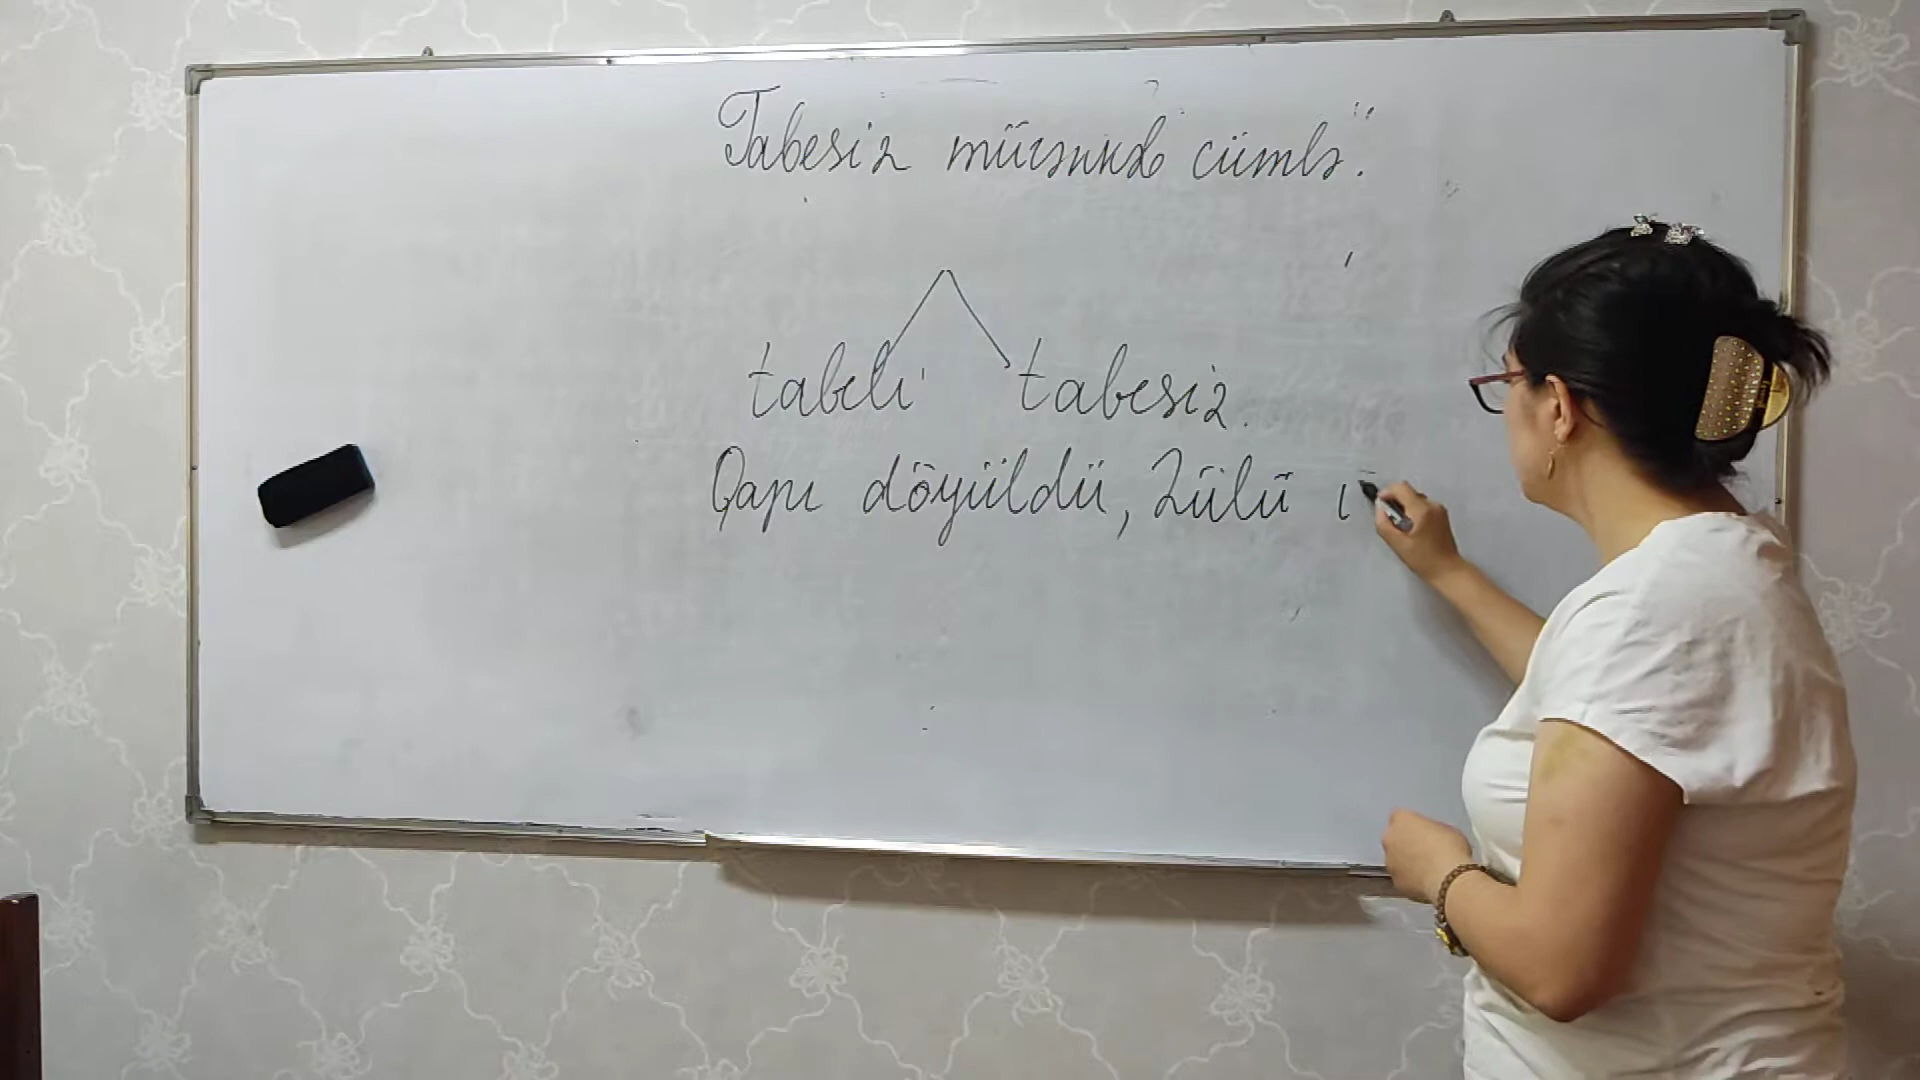 Tabesiz mürəkkəb cümlə.
tabeli tabesiz.
Qapı döyüldü, Zülü